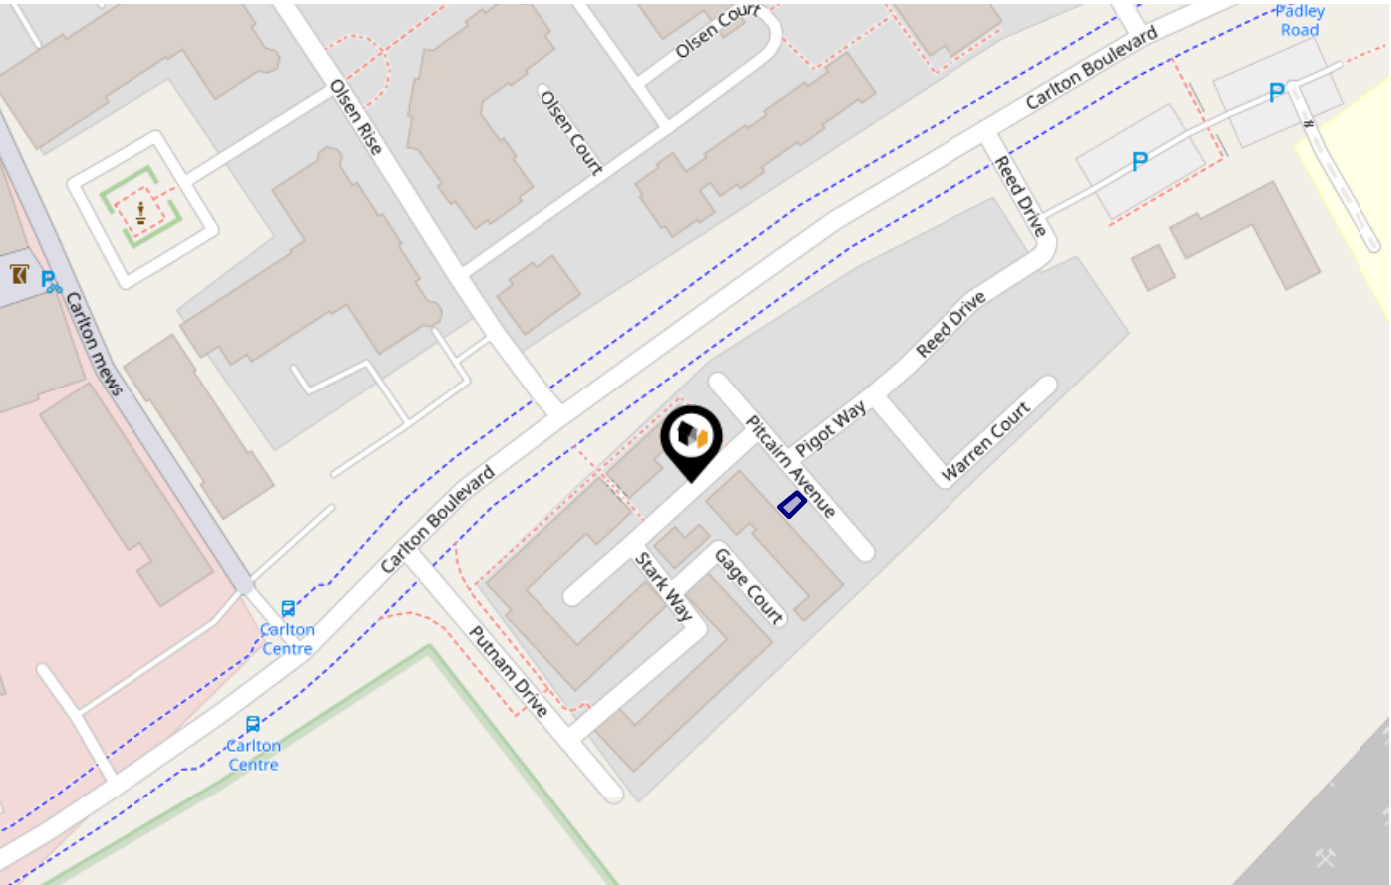 Olsen Court
Padley
Road
Carlton Boulevard
P
Olsen Rise
Olsen Court
P
Reed Drive
P
Carlton mews
Reed Drive
Pigot Way
Pitcairn Avenue
Warren Court
Carlton Boulevard
Stark Way
Gage Court
Carlton
Centre
Putnam Drive
Carlton
Centre